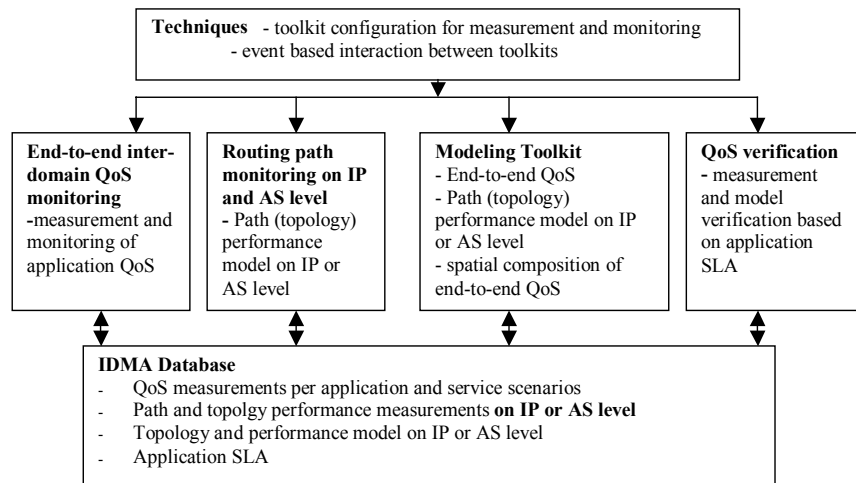 Techniques - toolkit configuration for measurement and monitoring
- event based interaction between toolkits
End-to-end inter-
domain QoS
monitoring
-measurement and
monitoring of
application QoS
Routing path
monitoring on IP
and AS level
- Path (topology)
performance
model on IP or
AS level
Modeling Toolkit
- End-to-end QoS
- Path (topology)
performance model on IP
or AS level
- spatial composition of
end-to-end QoS
QoS verification
- measurement
and model
verification based
on application
SLA
IDMA Database
- QoS measurements per application and service scenarios
- Path and topolgy performance measurements on IP or AS level
- Topology and performance model on IP or AS level
- Application SLA